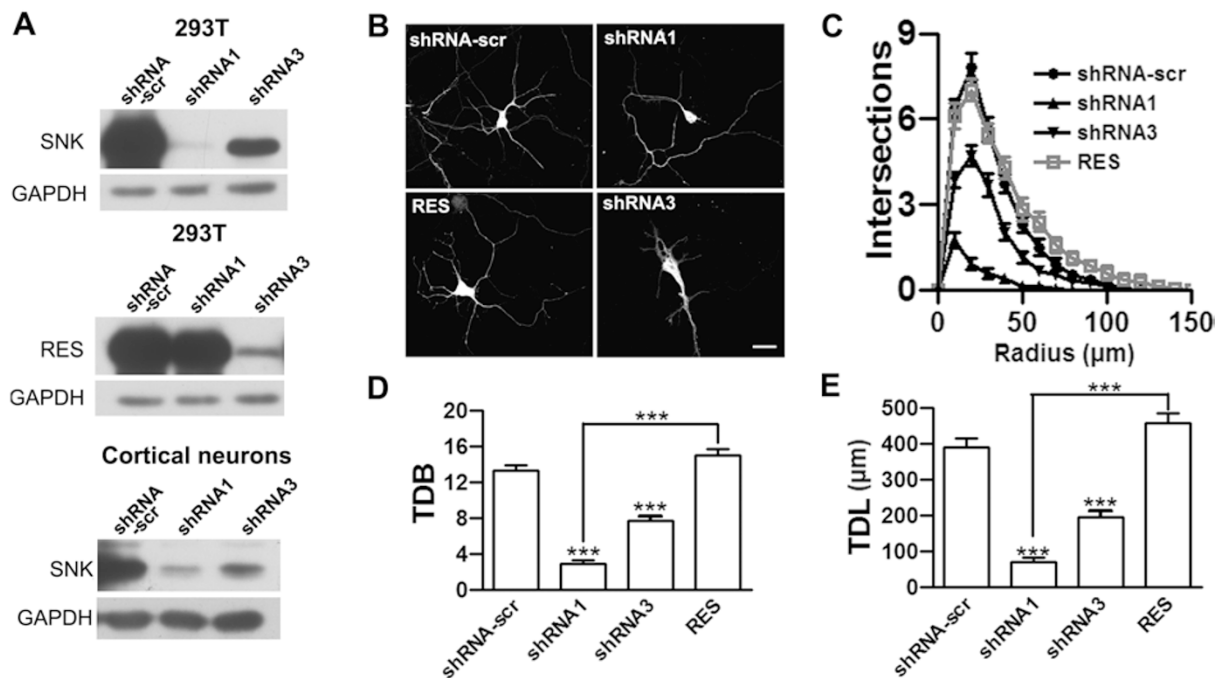 A
293T
shRNA
-scr
shRNA1
shRNA3
SNK
GAPDH
293T
shRNA
-scr
shRNA1
shRNA3
RES
GAPDH
Cortical neurons
shRNA
-scr
shRNA1
shRNA3
SNK
GAPDH
B
shRNA-scr
shRNA1
RES
shRNA3
C
Intersections
9
6
3
0
0
50
100
150
Radius (µm)
shRNA-scr
shRNA1
shRNA3
RES
D
TDB
20
16
12
8
4
0
***
***
***
shRNA-scr
shRNA1
shRNA3
RES
E
TDL (µm)
500
400
300
200
100
0
***
***
***
shRNA-scr
shRNA1
shRNA3
RES